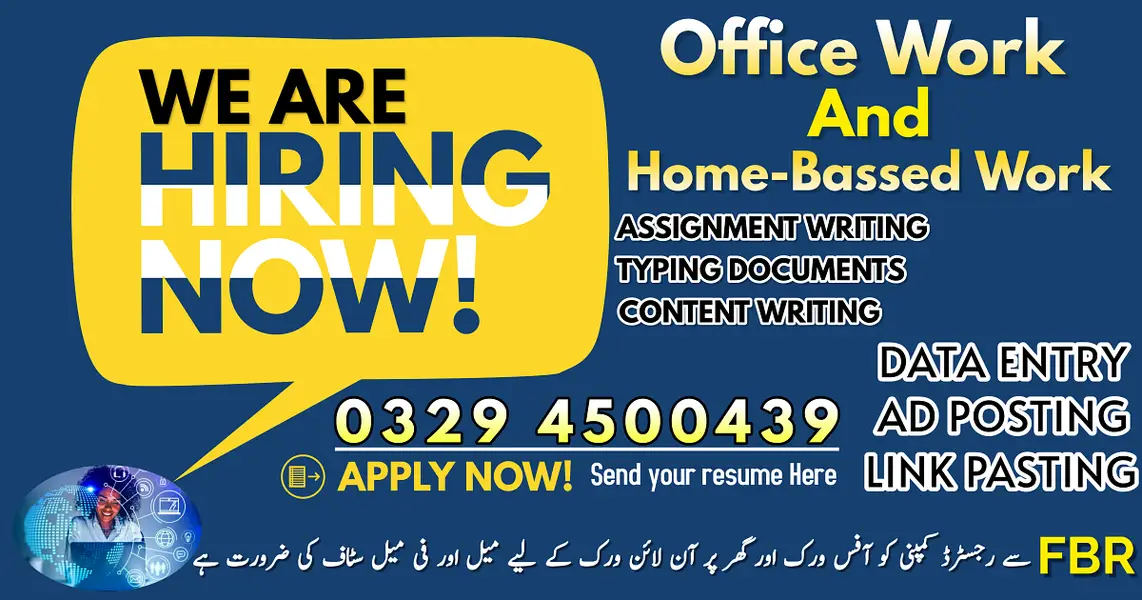 WE ARE
HIRING
NOW!
Office Work
And
Home-Bassed Work
ASSIGNMENT WRITING
TYPING DOCUMENTS
CONTENT WRITING
DATA ENTRY
AD POSTING
LINK PASTING
0329 4500439
APPLY NOW! Send your resume Here
FBR سے رجسٹرڈ کمپنی کو آفس ورک اور گھر پر آن لائن ورک کے لیے میل اور فی میل سٹاف کی ضرورت ہے